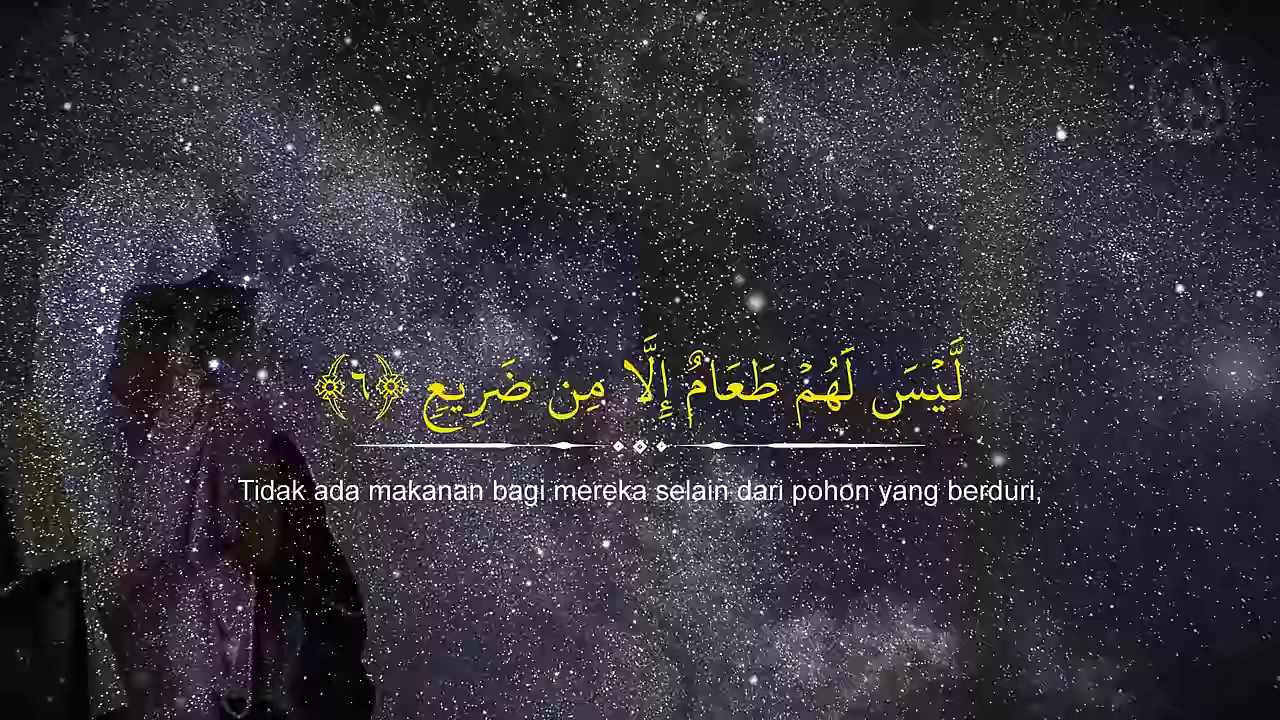 لَّيْسَ لَهُمْ طَعَامٌ إِلَّا مِن ضَرِيعٍ ﴿٦﴾
Tidak ada makanan bagi mereka selain dari pohon yang berduri,